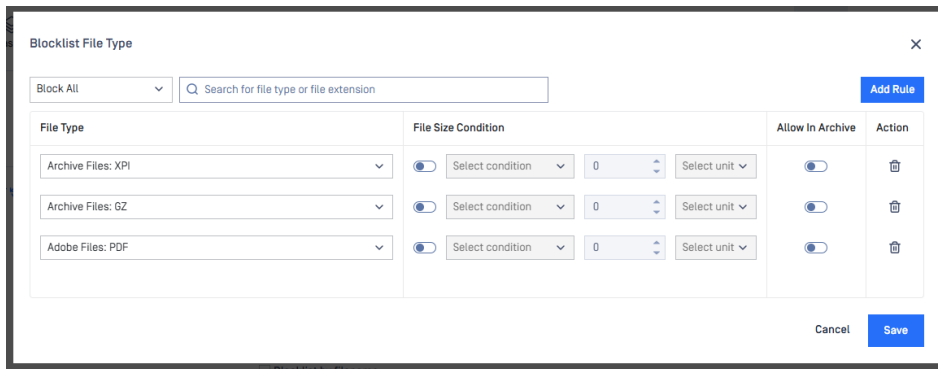 Blocklist File Type
Block All Search for file type or file extension Add Rule
File Type File Size Condition Allow In Archive Action
Archive Files: XPI Select condition 0 Select unit
Archive Files: GZ Select condition 0 Select unit
Adobe Files: PDF Select condition 0 Select unit
Cancel Save